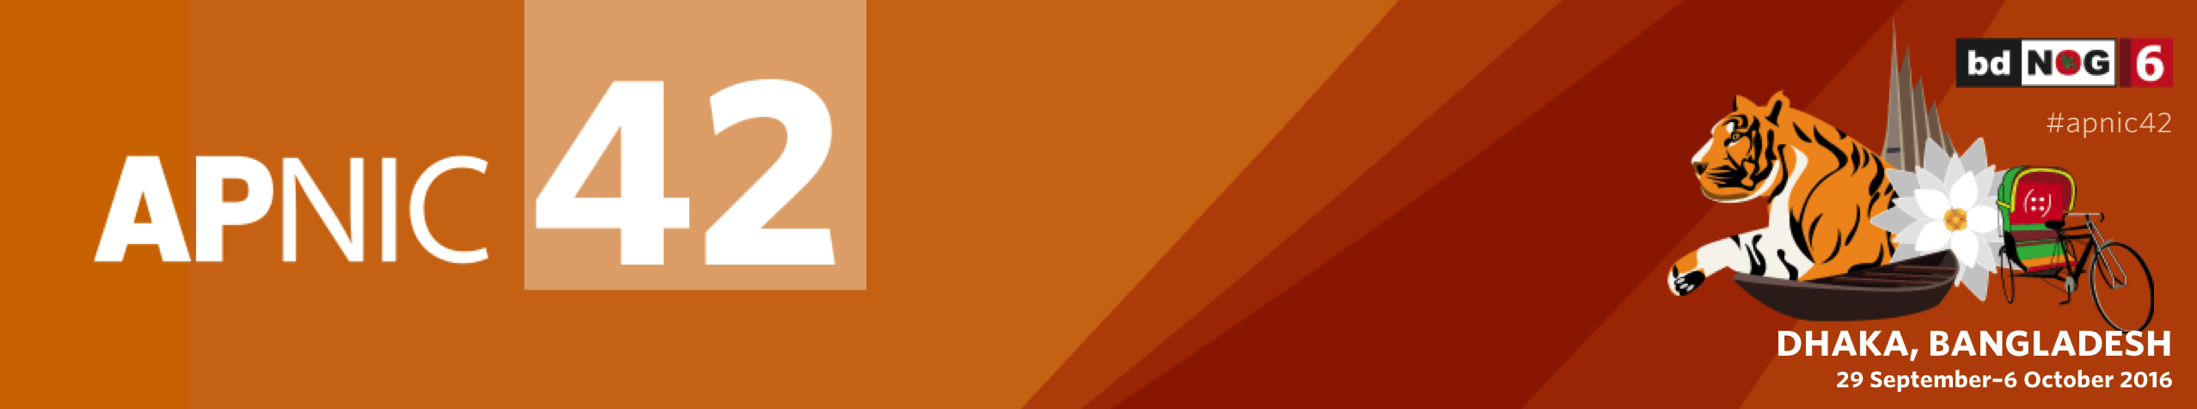 APNIC 42
bd NOG 6
#apnic42
DHAKA, BANGLADESH
29 September–6 October 2016